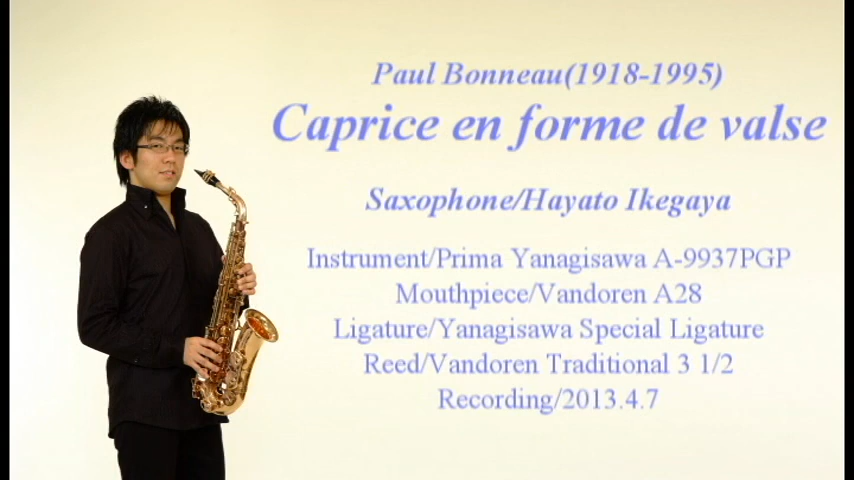 Paul Bonneau(1918-1995)
Caprice en forme de valse
Saxophone/Hayato Ikegaya
Instrument/Prima Yanagisawa A-9937PGP
Mouthpiece/Vandoren A28
Ligature/Yanagisawa Special Ligature
Reed/Vandoren Traditional 3 1/2
Recording/2013.4.7